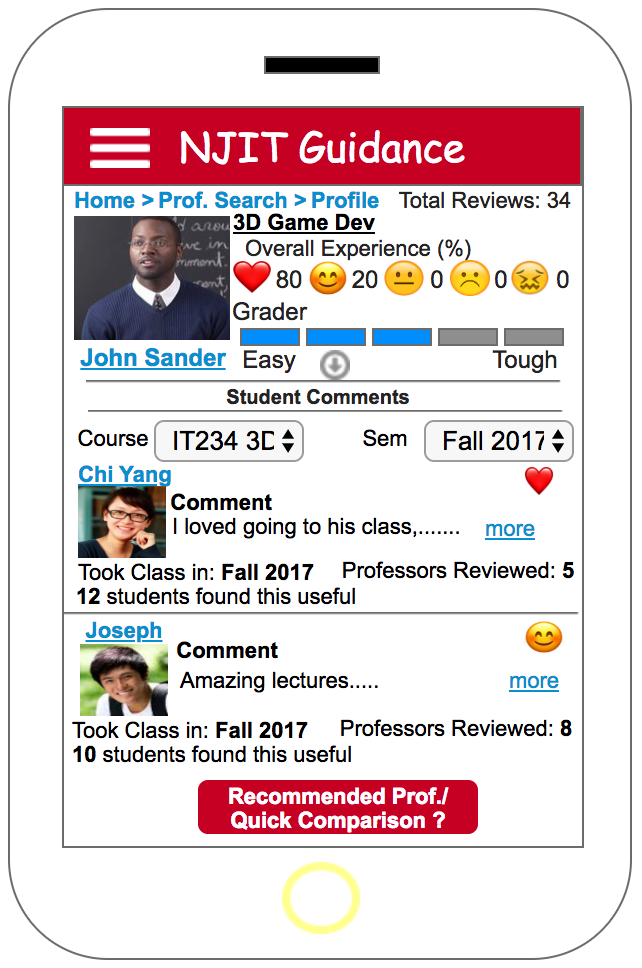 NJIT Guidance
Home > Prof. Search > Profile Total Reviews: 34
3D Game Dev
Overall Experience (%)
80 20 0 0 0
Grader
John Sander Easy Tough
Student Comments
Course IT234 3D Sem Fall 2017
Chi Yang
Comment
I loved going to his class,....... more
Took Class in: Fall 2017 Professors Reviewed: 5
12 students found this useful
Joseph
Comment
Amazing lectures..... more
Took Class in: Fall 2017 Professors Reviewed: 8
10 students found this useful
Recommended Prof./
Quick Comparison ?